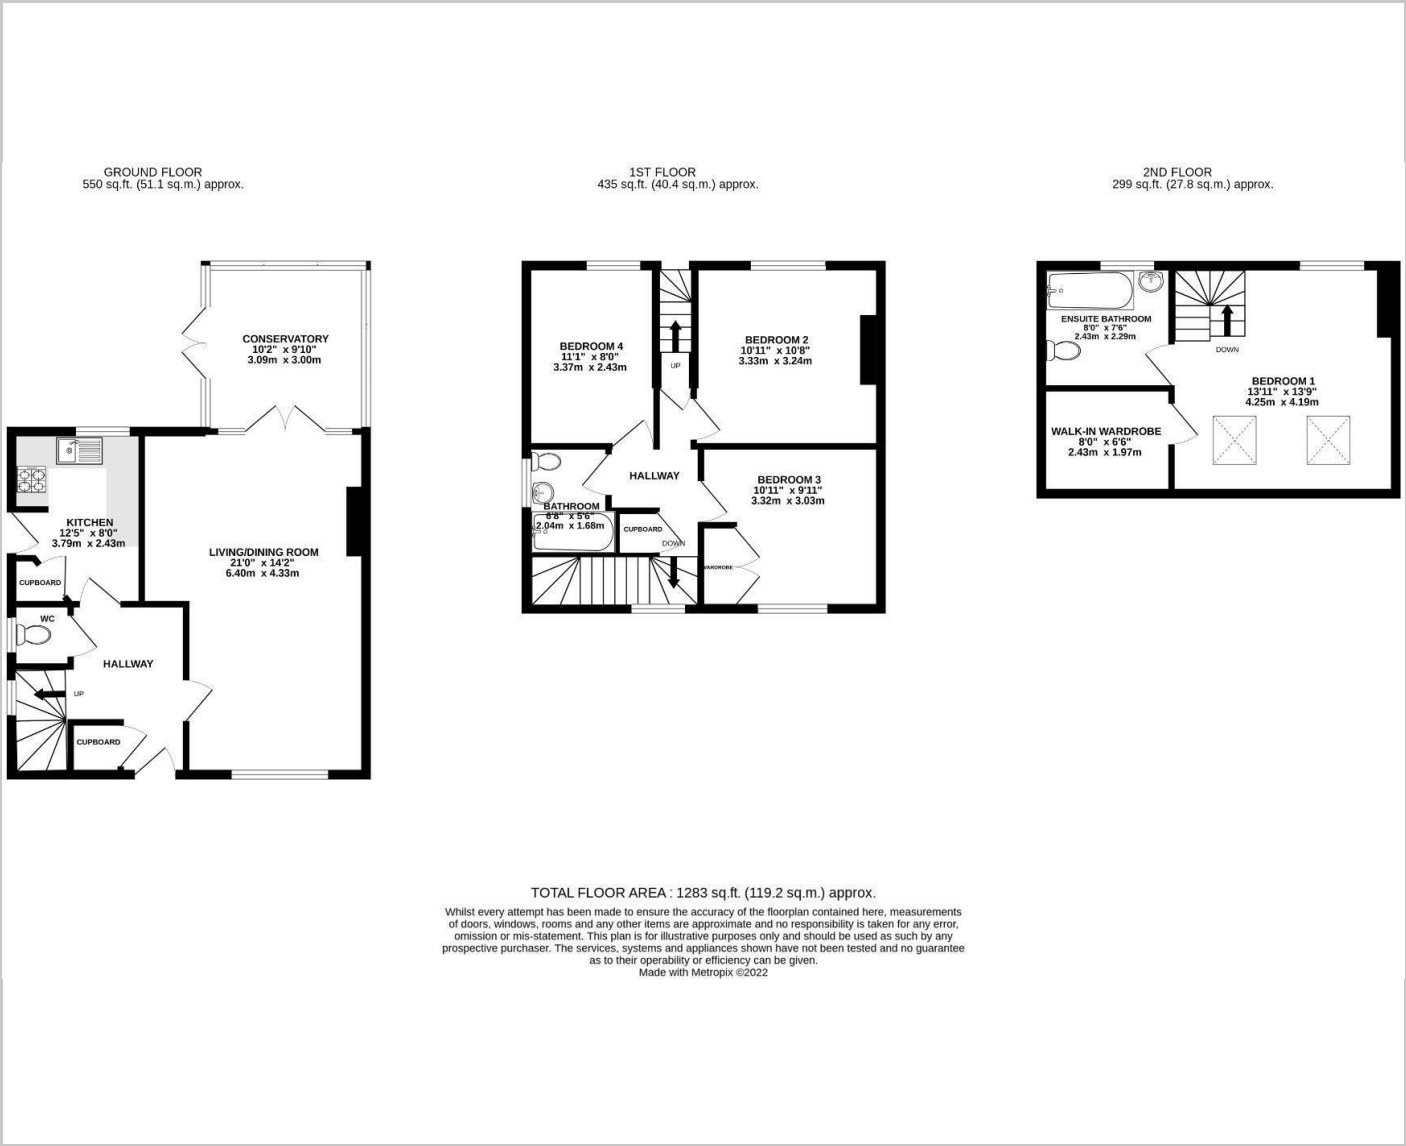 GROUND FLOOR
550 sq.ft. (51.1 sq.m.) approx.
CONSERVATORY
10'2" x 9'10"
3.09m x 3.00m
KITCHEN
12'5" x 8'0"
3.79m x 2.43m
LIVING/DINING ROOM
21'0" x 14'2"
6.40m x 4.33m
CUPBOARD
WC
HALLWAY
UP
CUPBOARD
1ST FLOOR
435 sq.ft. (40.4 sq.m.) approx.
BEDROOM 4
11'1" x 8'0"
3.37m x 2.43m
UP
BEDROOM 2
10'11" x 10'8"
3.33m x 3.24m
HALLWAY
BEDROOM 3
10'11" x 9'11"
3.32m x 3.03m
BATHROOM
6'8" x 5'6"
2.04m x 1.68m
CUPBOARD
DOWN
WARDROBE
2ND FLOOR
299 sq.ft. (27.8 sq.m.) approx.
ENSUITE BATHROOM
8'0" x 7'6"
2.43m x 2.29m
DOWN
BEDROOM 1
13'11" x 13'9"
4.25m x 4.19m
WALK-IN WARDROBE
8'0" x 6'6"
2.43m x 1.97m
TOTAL FLOOR AREA : 1283 sq.ft. (119.2 sq.m.) approx.
Whilst every attempt has been made to ensure the accuracy of the floorplan contained here, measurements
of doors, windows, rooms and any other items are approximate and no responsibility is taken for any error,
omission or mis-statement. This plan is for illustrative purposes only and should be used as such by any
prospective purchaser. The services, systems and appliances shown have not been tested and no guarantee
as to their operability or efficiency can be given.
Made with Metropix ©2022